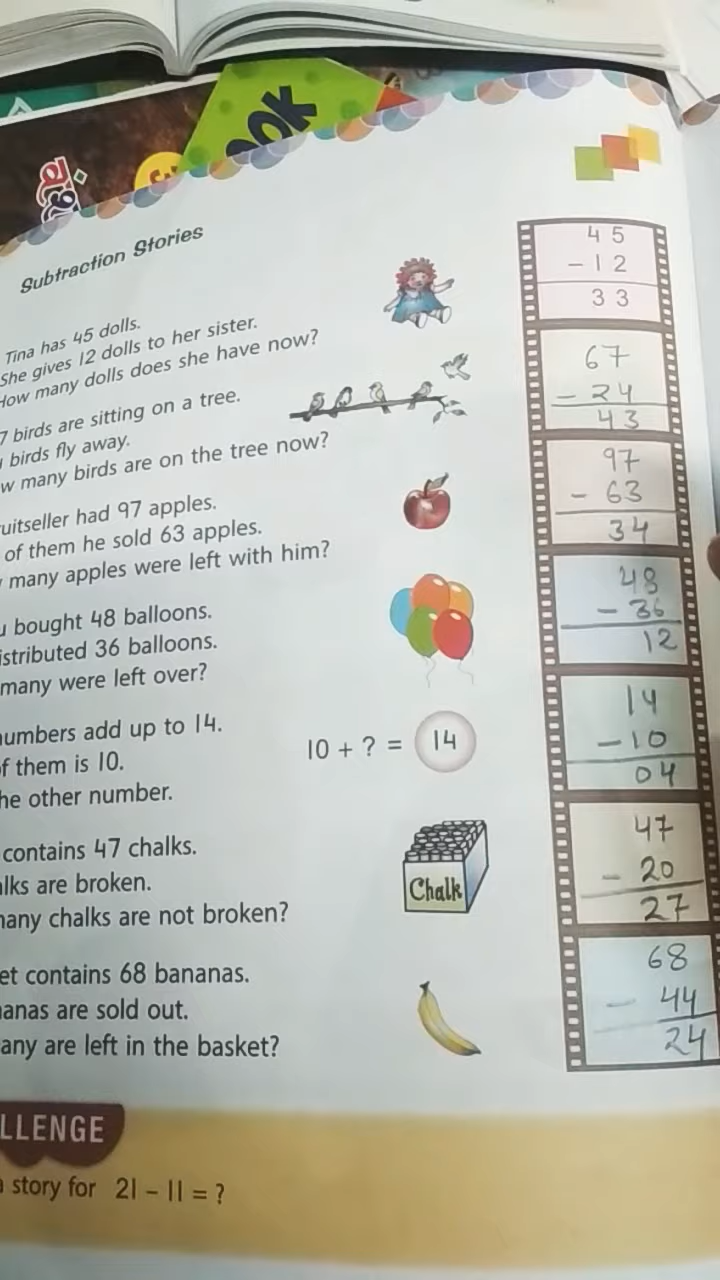 OOK
Subtraction Stories
Tina has 45 dolls.
She gives 12 dolls to her sister.
How many dolls does she have now?
45
- 12
33
7 birds are sitting on a tree.
birds fly away.
w many birds are on the tree now?
67
- 24
43
uitseller had 97 apples.
of them he sold 63 apples.
many apples were left with him?
97
- 63
34
u bought 48 balloons.
istributed 36 balloons.
many were left over?
48
- 36
12
numbers add up to 14.
f them is 10.
he other number.
10 + ? = 14
14
- 10
04
contains 47 chalks.
lks are broken.
many chalks are not broken?
Chalk
47
- 20
27
et contains 68 bananas.
anas are sold out.
any are left in the basket?
68
- 44
24
LLENGE
story for 21 - 11 = ?